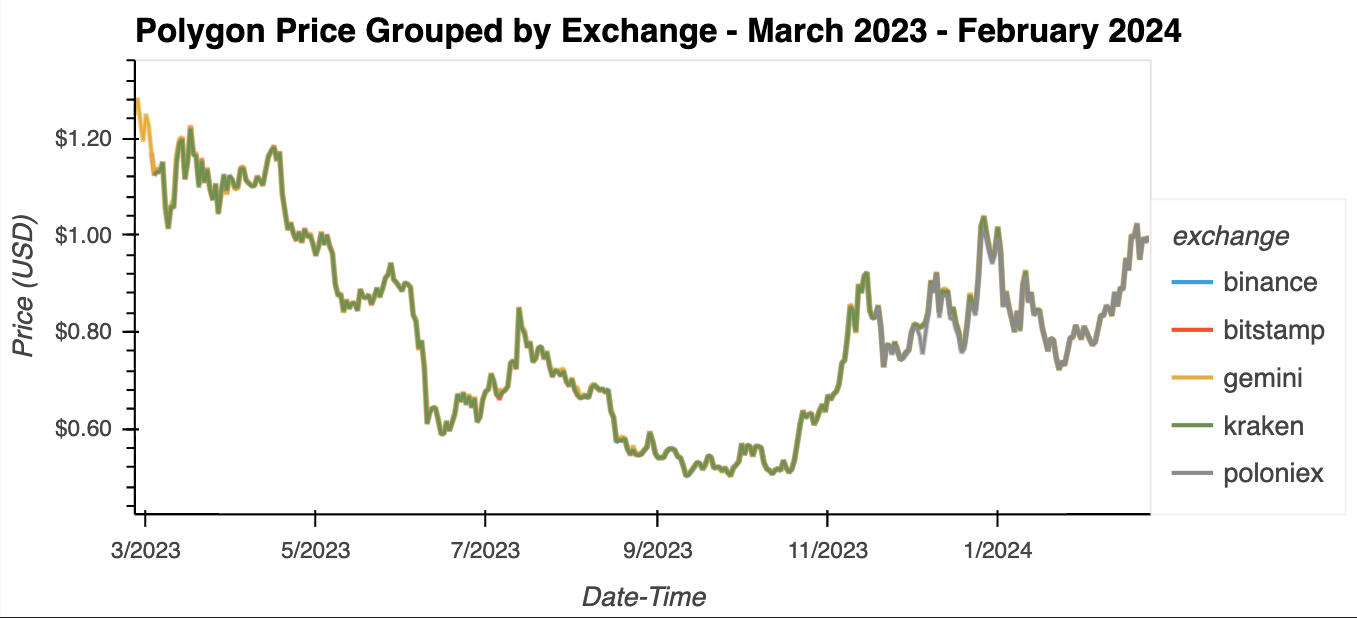 Polygon Price Grouped by Exchange - March 2023 - February 2024
$1.20
$1.00
$0.80
$0.60
Price (USD)
3/2023 5/2023 7/2023 9/2023 11/2023 1/2024
Date-Time
exchange
binance
bitstamp
gemini
kraken
poloniex